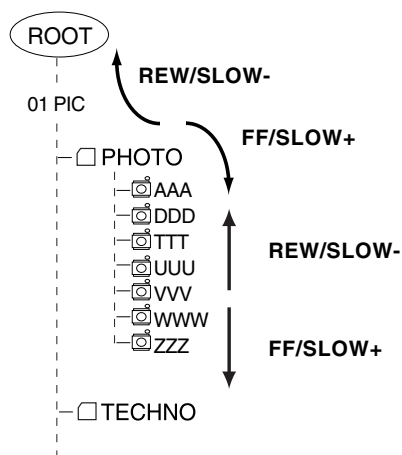 ROOT
REW/SLOW-
01 PIC
FF/SLOW+
PHOTO
AAA
DDD
TTT
REW/SLOW-
UUU
VVV
WWW
ZZZ
FF/SLOW+
TECHNO